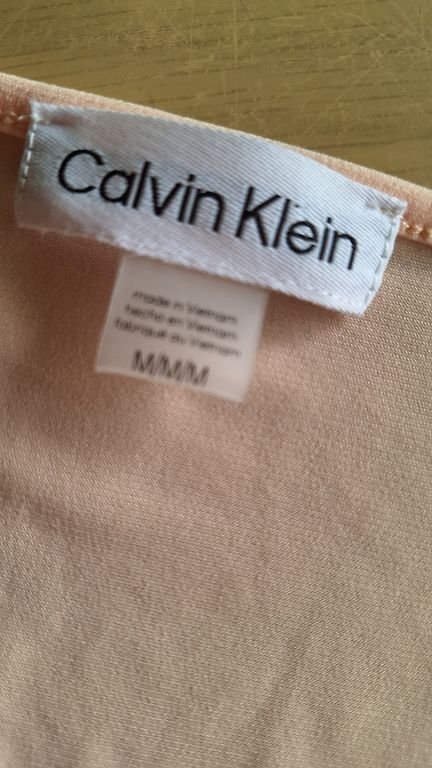 Calvin Klein
made in Vietnam
hecho en Vietnam
fabriqué au Vietnam
M/M/M